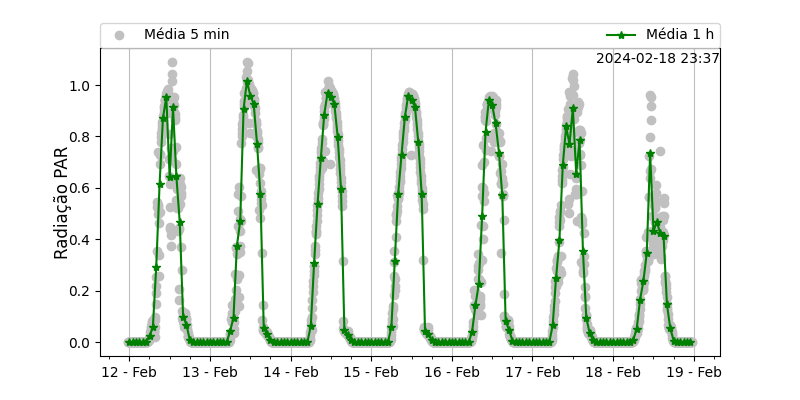 Média 5 min
Média 1 h
2024-02-18 23:37
Radiação PAR
1.0
0.8
0.6
0.4
0.2
0.0
12 - Feb 13 - Feb 14 - Feb 15 - Feb 16 - Feb 17 - Feb 18 - Feb 19 - Feb